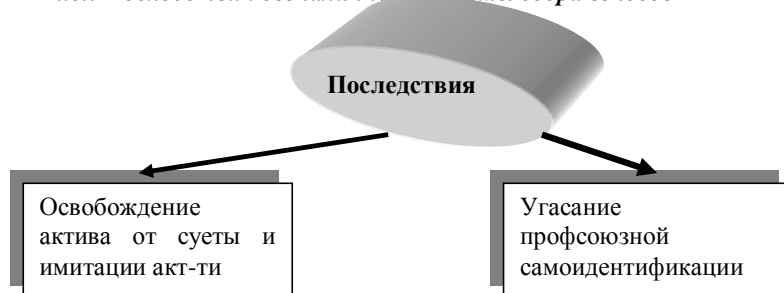 Последствия
Освобождение
актива от суеты и
имитации акт-ти
Угасание
профсоюзной
самоидентификации